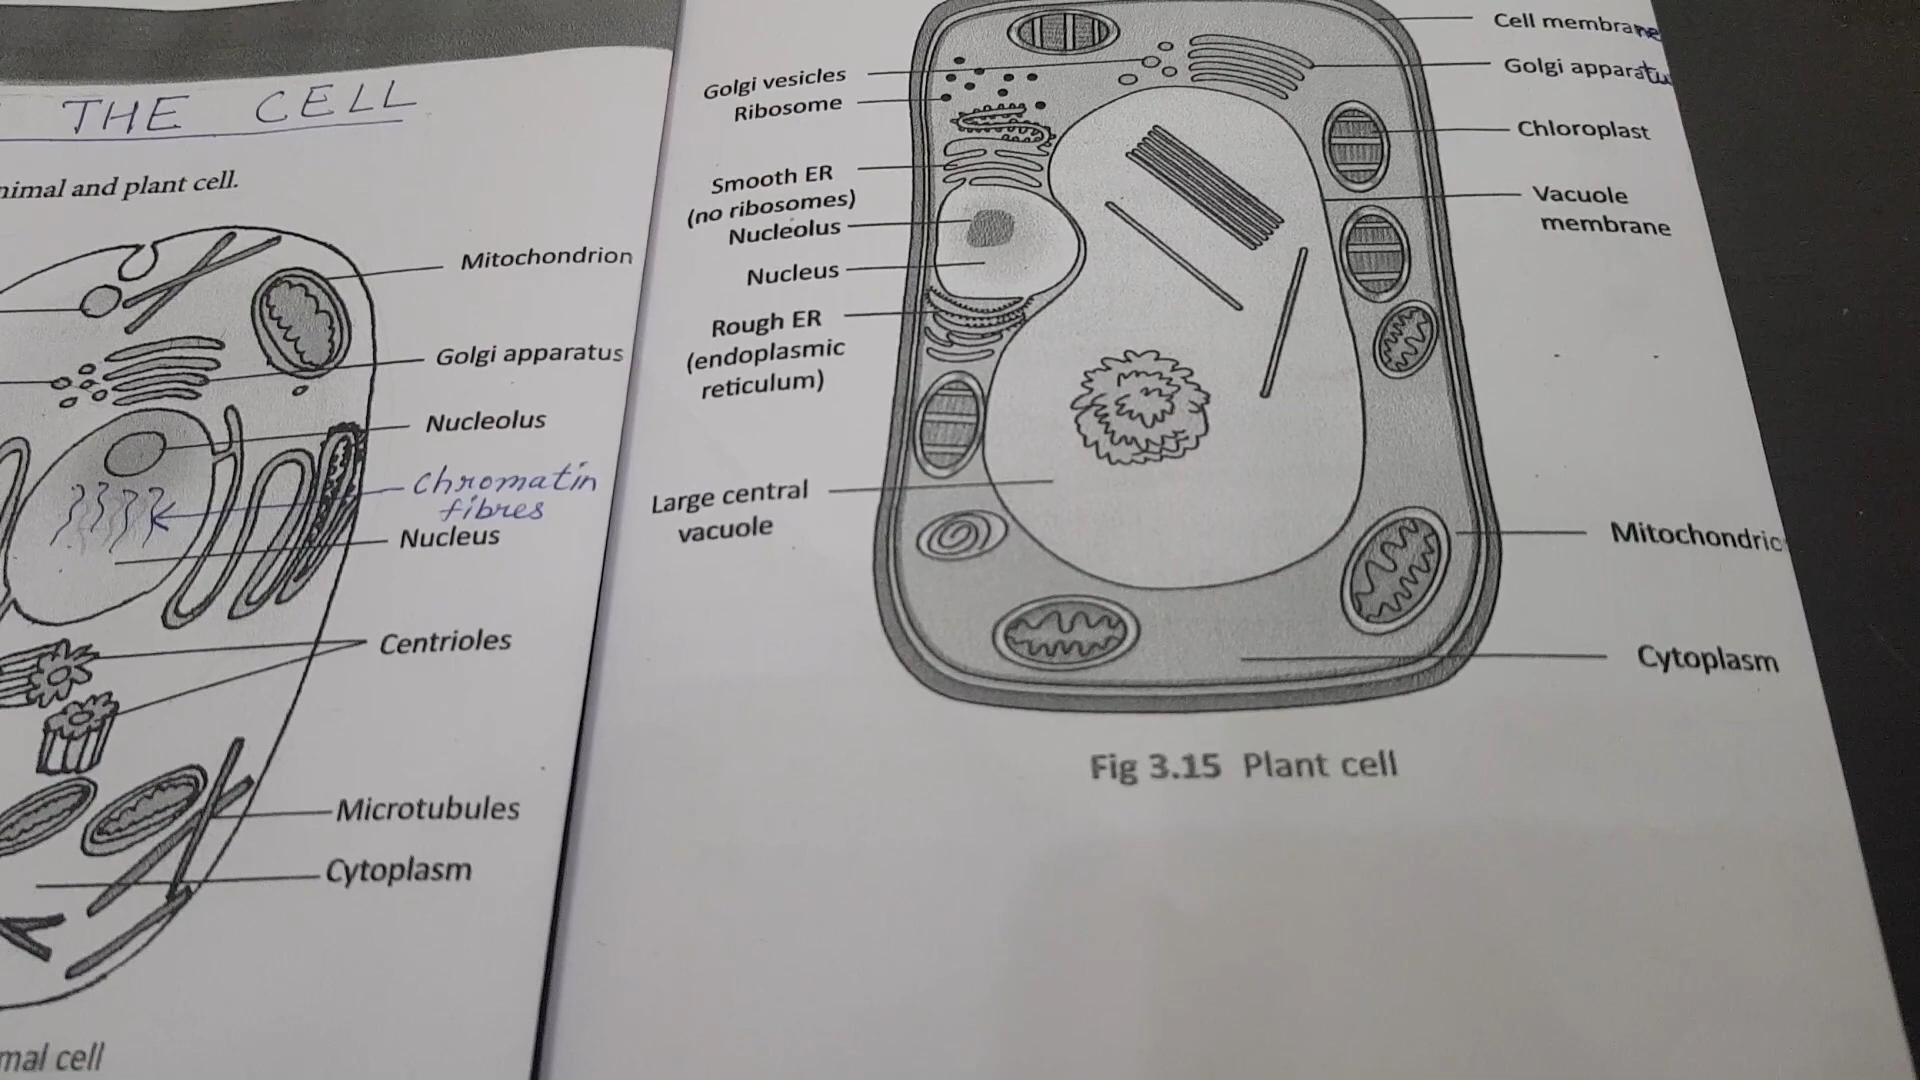 THE CELL
nimal and plant cell.
Mitochondrion
Golgi apparatus
Nucleolus
chromatin
fibres
Nucleus
Centrioles
Microtubules
Cytoplasm
mal cell
Golgi vesicles
Ribosome
Smooth ER
(no ribosomes)
Nucleolus
Nucleus
Rough ER
(endoplasmic
reticulum)
Large central
vacuole
Cell membrane
Golgi apparatu
Chloroplast
Vacuole
membrane
Mitochondrio
Cytoplasm
Fig 3.15 Plant cell